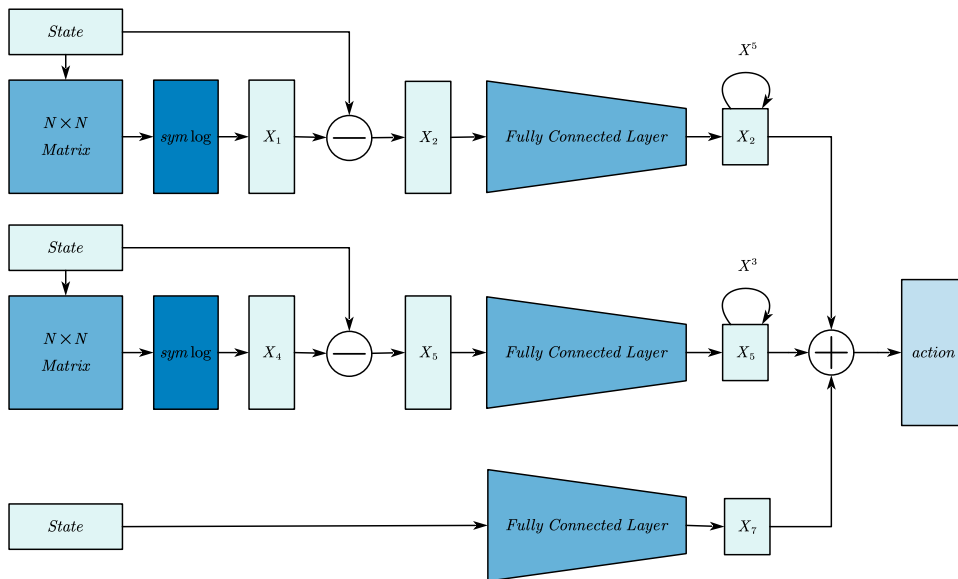 State
X^5
N × N
Matrix
sym log
X_1
X_2
Fully Connected Layer
X_2
State
X^3
N × N
Matrix
sym log
X_4
X_5
Fully Connected Layer
X_5
action
State
Fully Connected Layer
X_7